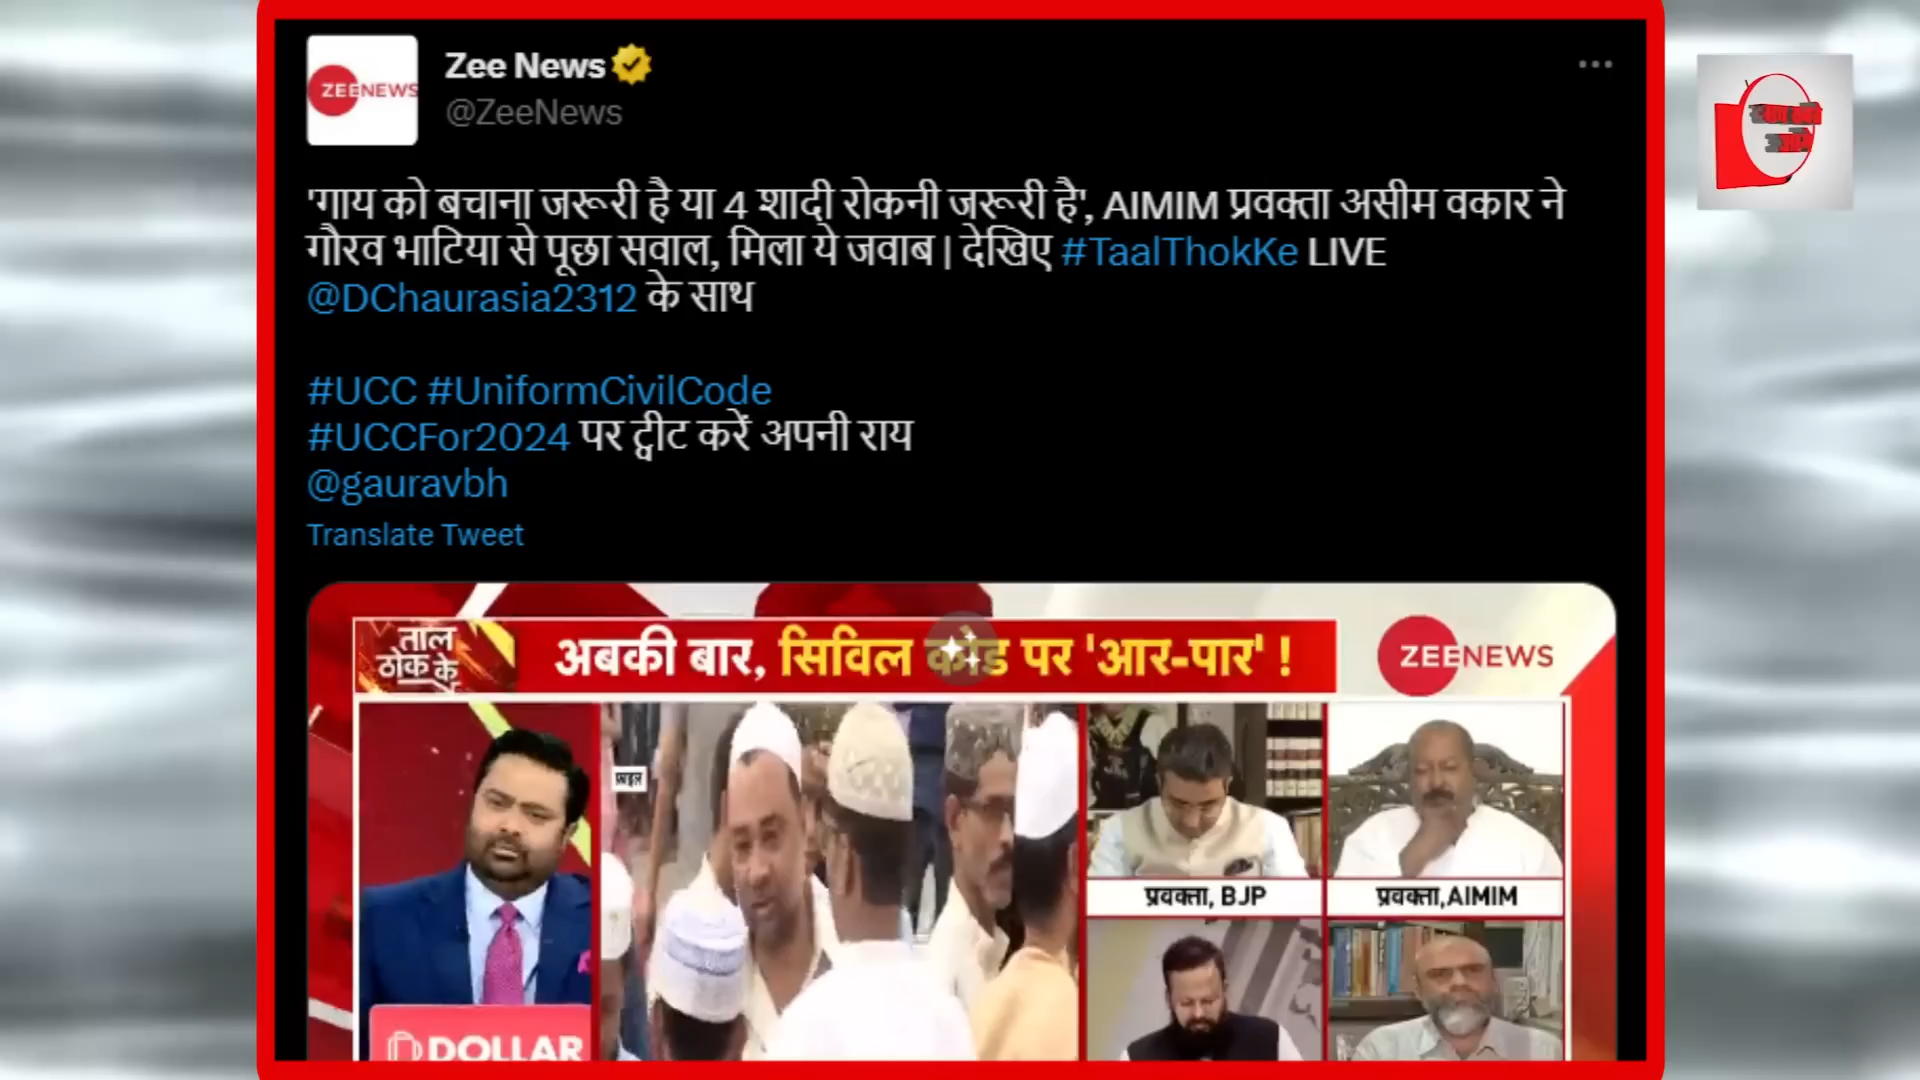 ZEENEWS
Zee News
@ZeeNews
'गाय को बचाना जरूरी है या 4 शादी रोकनी जरूरी है', AIMIM प्रवक्ता असीम वकार ने
गौरव भाटिया से पूछा सवाल, मिला ये जवाब | देखिए #TaalThokKe LIVE
@DChaurasia2312 के साथ
#UCC #UniformCivilCode
#UCCFor2024 पर ट्वीट करें अपनी राय
@gauravbh
Translate Tweet
ताल
ठोक के
अबकी बार, सिविल कोड पर 'आर-पार' !
ZEENEWS
फ़ाइल
प्रवक्ता, BJP
प्रवक्ता,AIMIM
DOLLAR